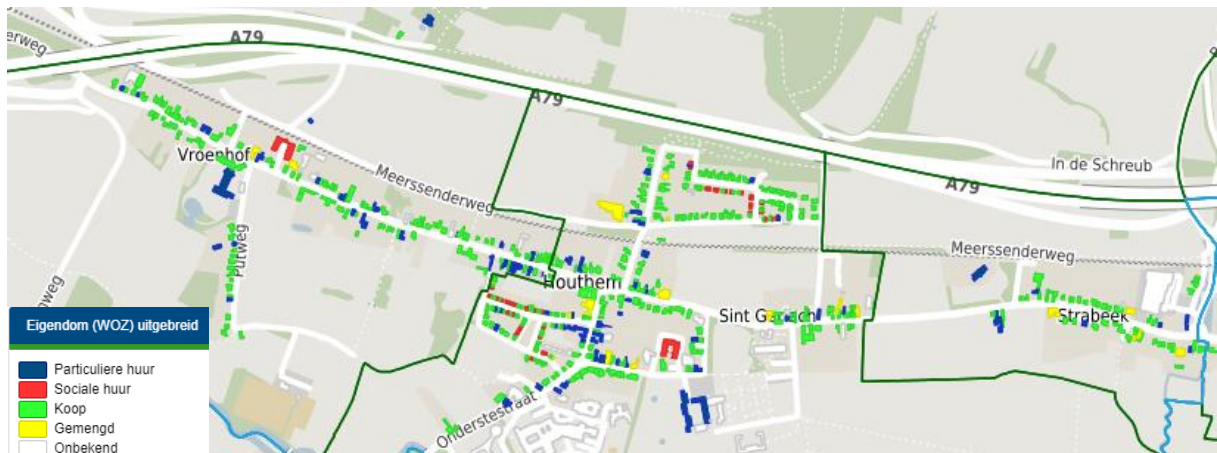 A79
erweg
Vroenhof
Meerssenderweg
A79
In de Schreub
A79
Putweg
Meerssenderweg
Houthem
Sint Gerlach
Strabeek
Onderstestraat
Eigendom (WOZ) uitgebreid
Particuliere huur
Sociale huur
Koop
Gemengd
Onbekend